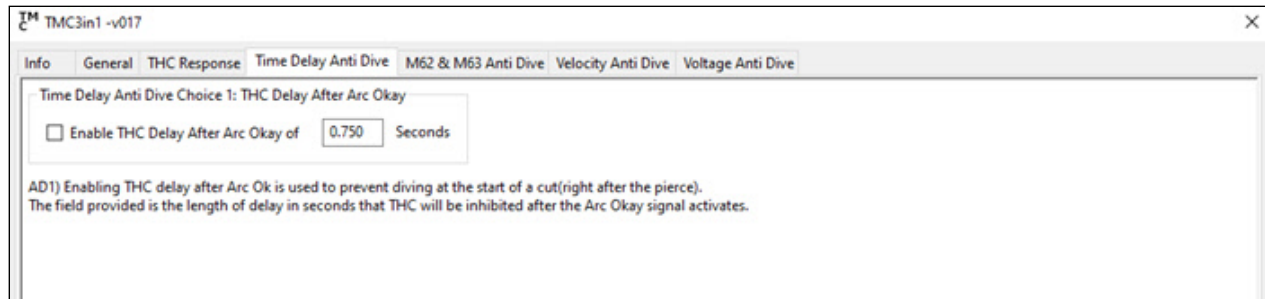 TMC TMC3in1 -v017
Info General THC Response Time Delay Anti Dive M62 & M63 Anti Dive Velocity Anti Dive Voltage Anti Dive
Time Delay Anti Dive Choice 1: THC Delay After Arc Okay
Enable THC Delay After Arc Okay of 0.750 Seconds
AD1) Enabling THC delay after Arc Ok is used to prevent diving at the start of a cut(right after the pierce).
The field provided is the length of delay in seconds that THC will be inhibited after the Arc Okay signal activates.